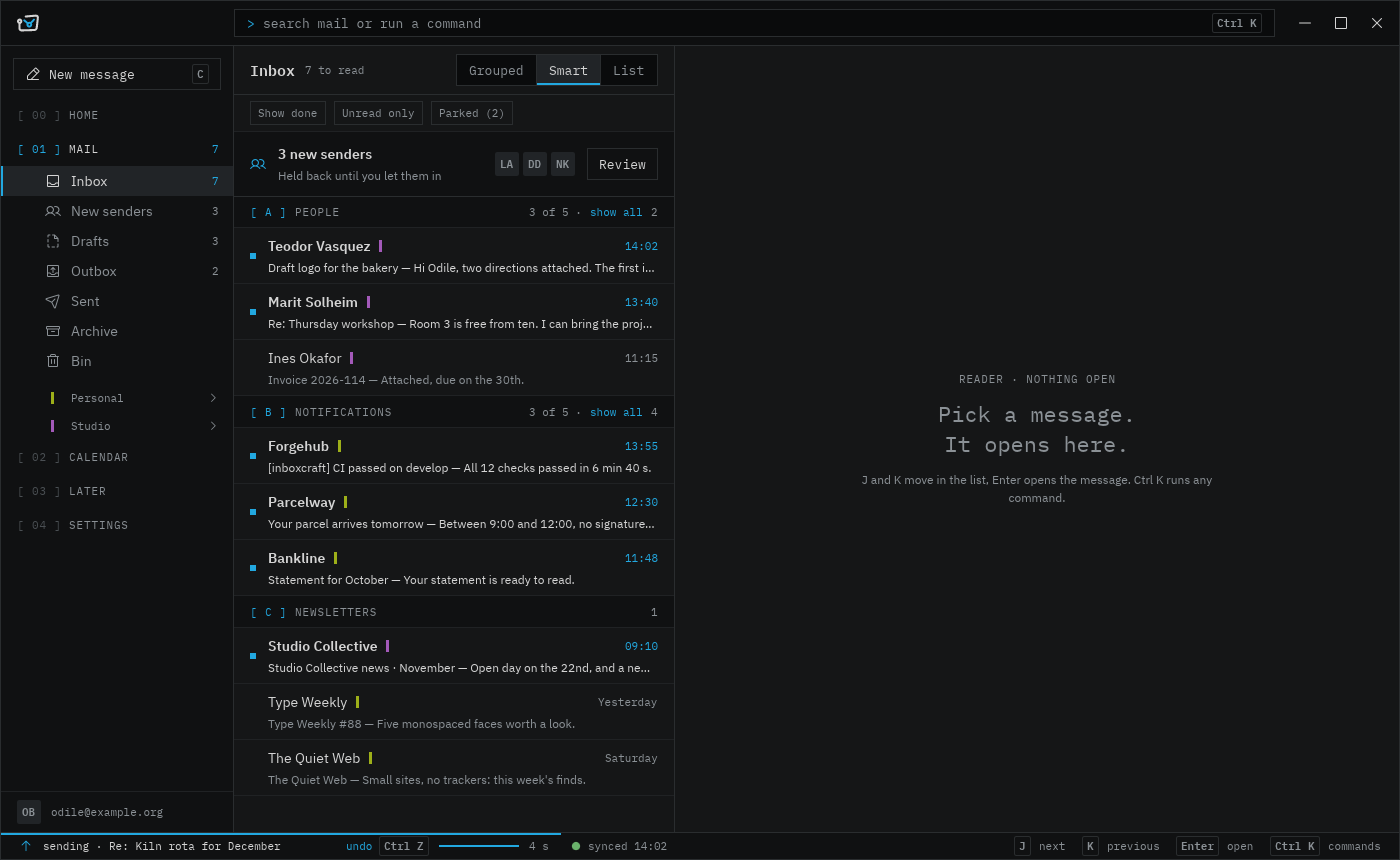 > search mail or run a command Ctrl K
New message C
[ 00 ] HOME
[ 01 ] MAIL 7
Inbox 7
New senders 3
Drafts 3
Outbox 2
Sent
Archive
Bin
Personal
Studio
[ 02 ] CALENDAR
[ 03 ] LATER
[ 04 ] SETTINGS
OB odile@example.org
Inbox 7 to read Grouped Smart List
Show done Unread only Parked (2)
3 new senders
Held back until you let them in
LA DD NK Review
[ A ] PEOPLE 3 of 5 · show all 2
Teodor Vasquez 14:02
Draft logo for the bakery — Hi Odile, two directions attached. The first i…
Marit Solheim 13:40
Re: Thursday workshop — Room 3 is free from ten. I can bring the proj…
Ines Okafor 11:15
Invoice 2026-114 — Attached, due on the 30th.
[ B ] NOTIFICATIONS 3 of 5 · show all 4
Forgehub 13:55
[inboxcraft] CI passed on develop — All 12 checks passed in 6 min 40 s.
Parcelway 12:30
Your parcel arrives tomorrow — Between 9:00 and 12:00, no signature…
Bankline 11:48
Statement for October — Your statement is ready to read.
[ C ] NEWSLETTERS 1
Studio Collective 09:10
Studio Collective news · November — Open day on the 22nd, and a ne…
Type Weekly Yesterday
Type Weekly #88 — Five monospaced faces worth a look.
The Quiet Web Saturday
The Quiet Web — Small sites, no trackers: this week's finds.
READER · NOTHING OPEN
Pick a message.
It opens here.
J and K move in the list, Enter opens the message. Ctrl K runs any
command.
sending · Re: Kiln rota for December undo Ctrl Z 4 s synced 14:02 J next K previous Enter open Ctrl K commands